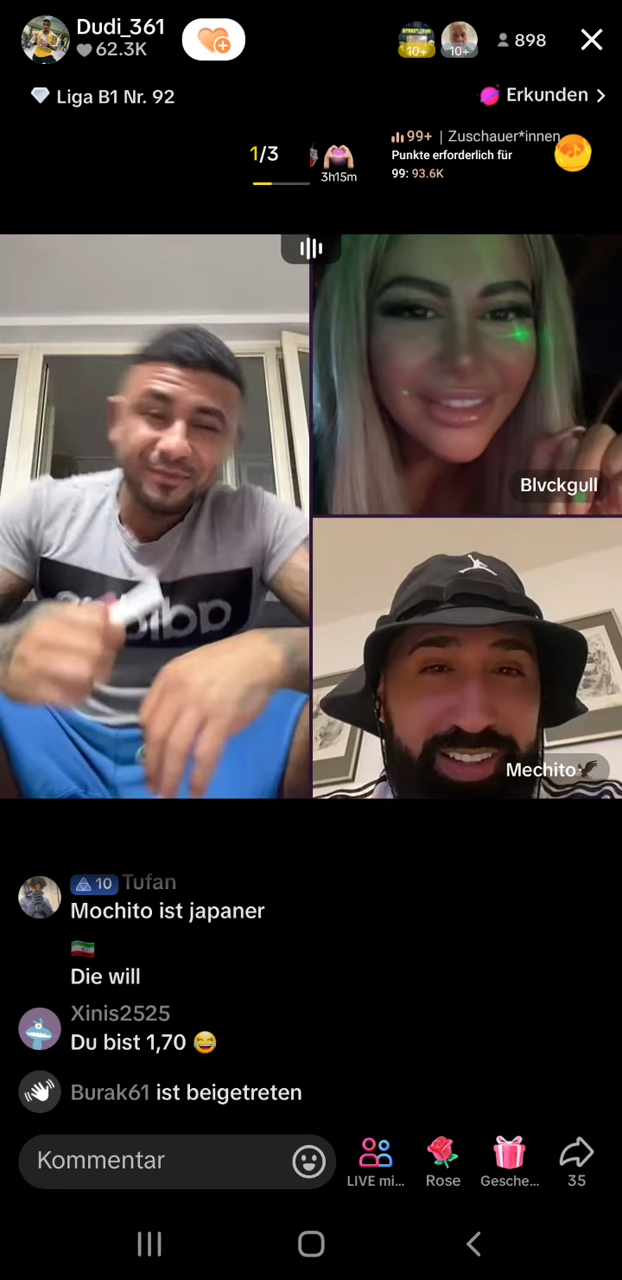 Dudi_361
62.3K
10+
10+
898
Liga B1 Nr. 92
Erkunden
1/3
3h15m
99+ | Zuschauer*innen
Punkte erforderlich für
99: 93.6K
adidas
Blvckgull
Mechito
10 Tufan
Mochito ist japaner
Die will
Xinis2525
Du bist 1,70 😂
Burak61 ist beigetreten
Kommentar
LIVE mi...
Rose
Gesche...
35